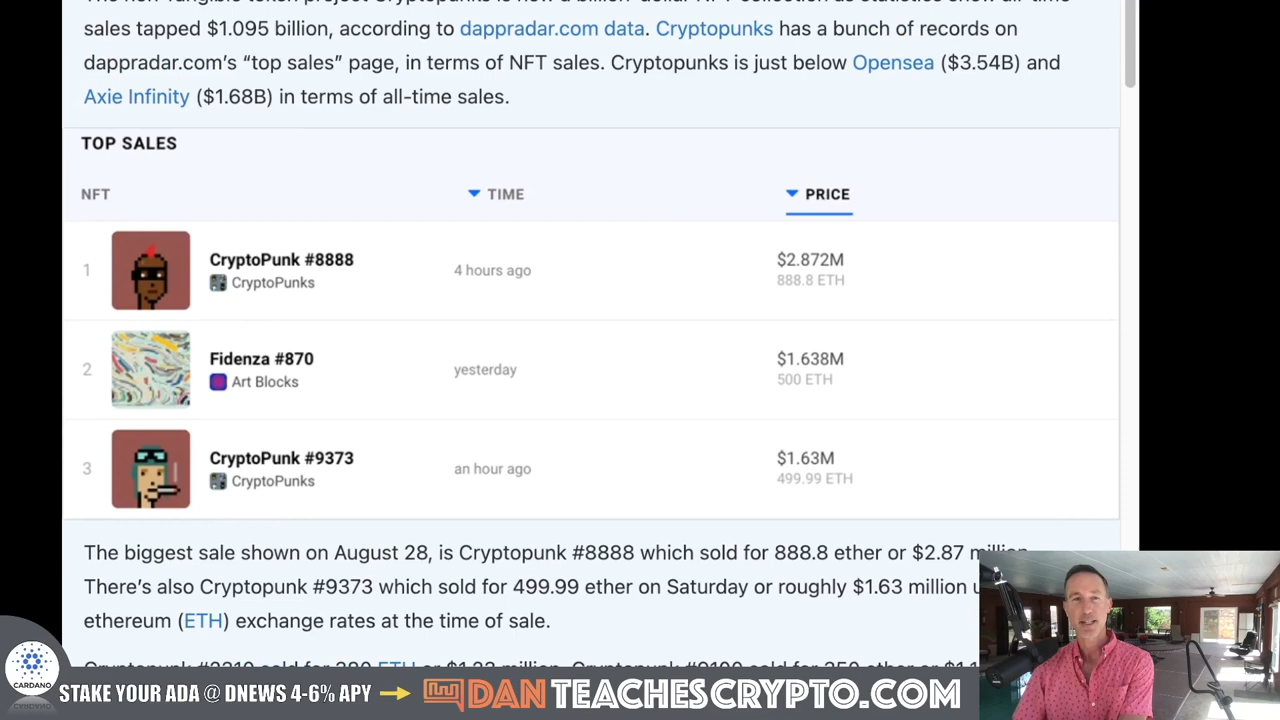 sales tapped $1.095 billion, according to dappradar.com data. Cryptopunks has a bunch of records on
dappradar.com’s “top sales” page, in terms of NFT sales. Cryptopunks is just below Opensea ($3.54B) and
Axie Infinity ($1.68B) in terms of all-time sales.
TOP SALES
NFT TIME PRICE
1 CryptoPunk #8888 4 hours ago $2.872M
CryptoPunks 888.8 ETH
2 Fidenza #870 yesterday $1.638M
Art Blocks 500 ETH
3 CryptoPunk #9373 an hour ago $1.63M
CryptoPunks 499.99 ETH
The biggest sale shown on August 28, is Cryptopunk #8888 which sold for 888.8 ether or $2.87
There’s also Cryptopunk #9373 which sold for 499.99 ether on Saturday or roughly $1.63 million
ethereum (ETH) exchange rates at the time of sale.
CARDANO
STAKE YOUR ADA @ DNEWS 4-6% APY DANTEACHESCRYPTO.COM